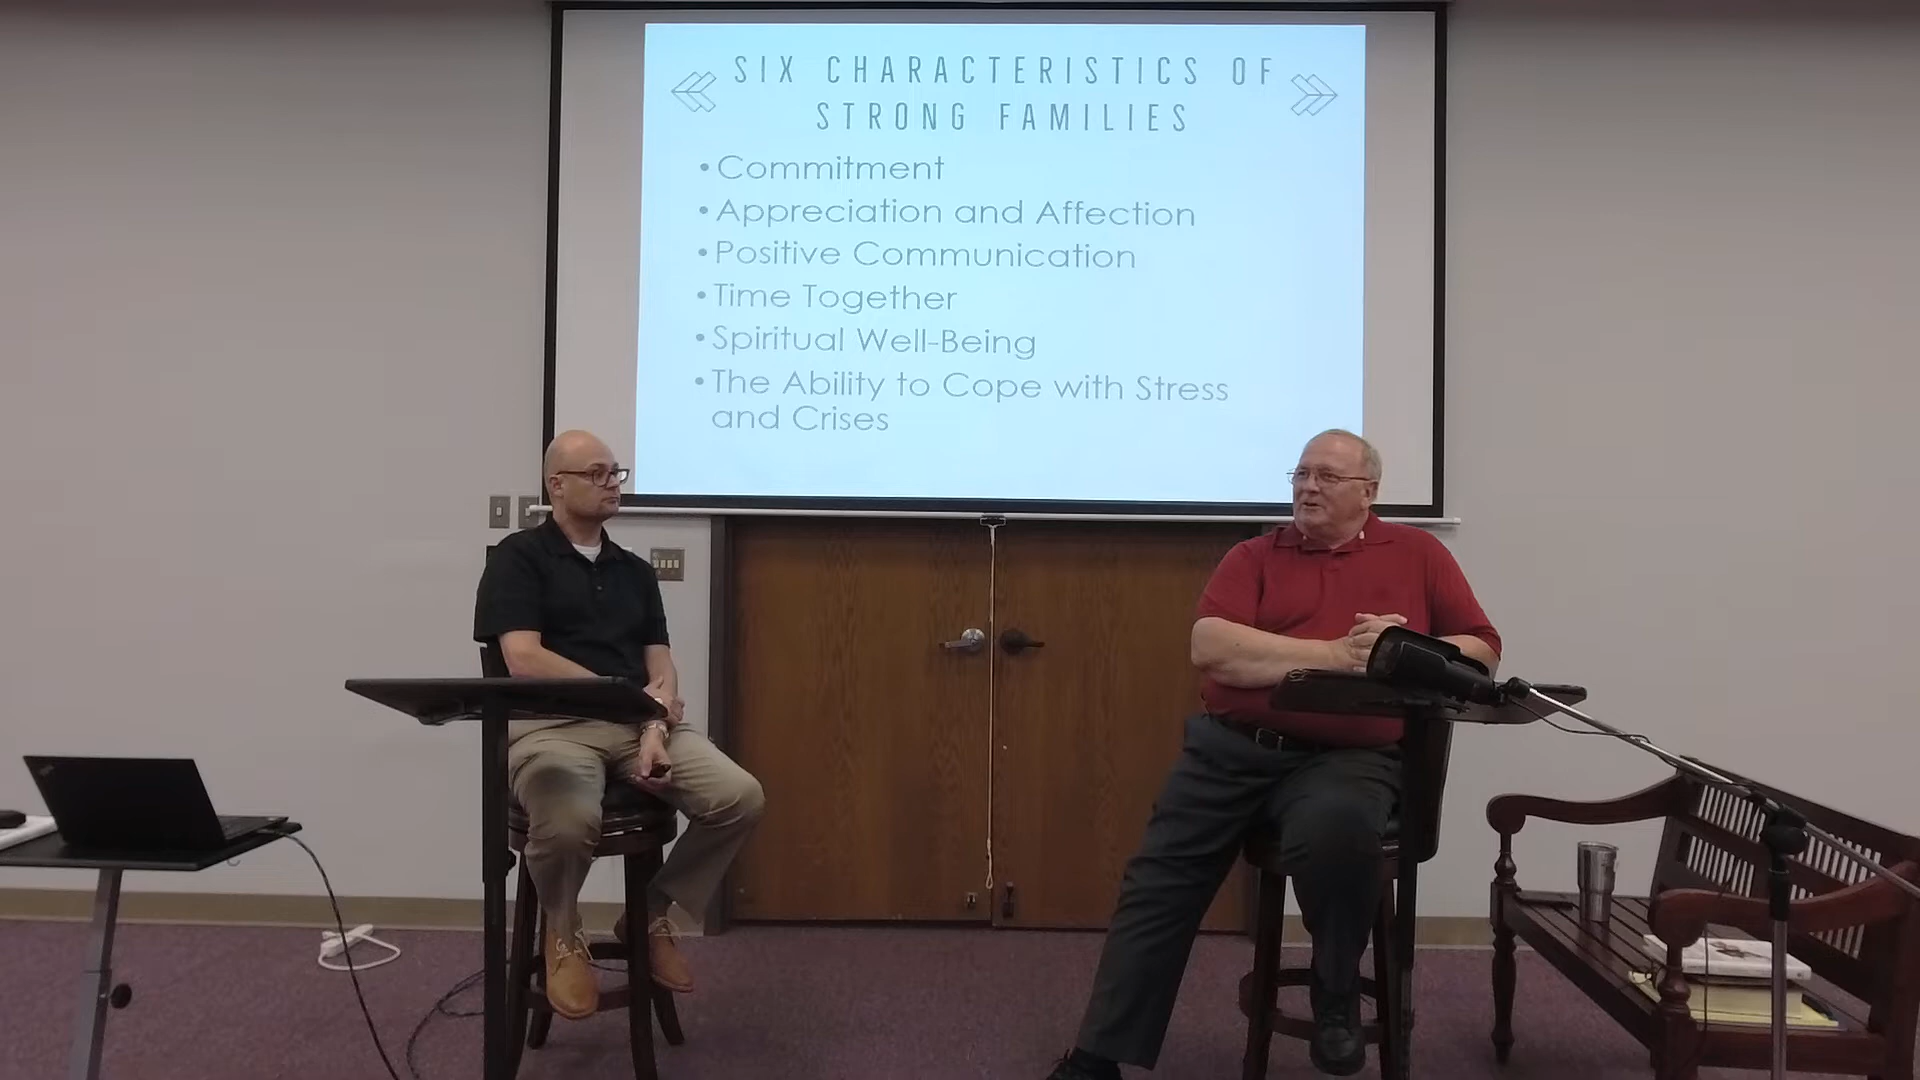 SIX CHARACTERISTICS OF
STRONG FAMILIES
• Commitment
• Appreciation and Affection
• Positive Communication
• Time Together
• Spiritual Well-Being
• The Ability to Cope with Stress
and Crises